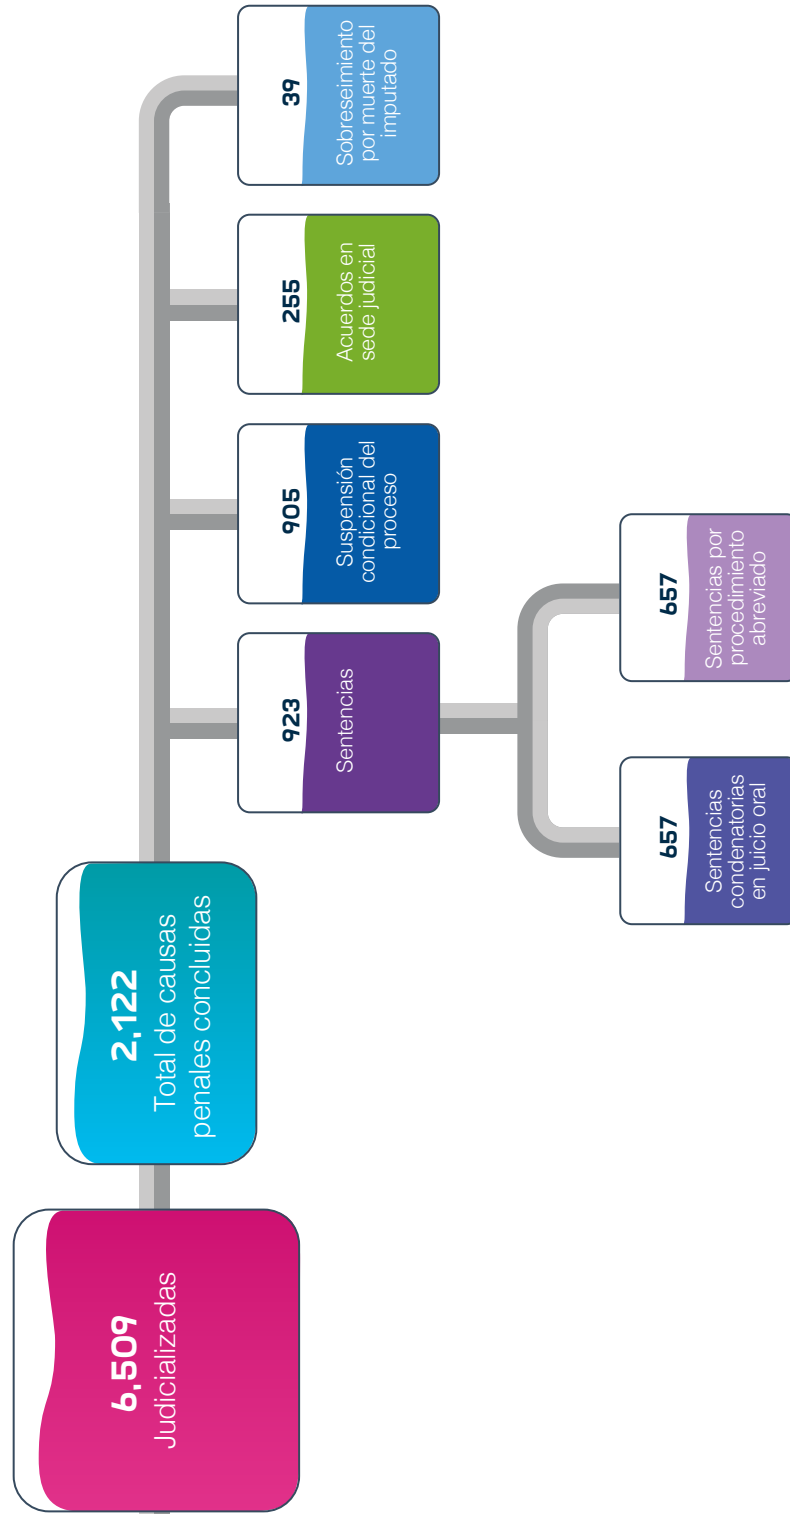 6,509
Judicializadas
2,122
Total de causas
penales concluidas
923
Sentencias
905
Suspensión
condicional del
proceso
255
Acuerdos en
sede judicial
39
Sobreseimiento
por muerte del
imputado
657
Sentencias
condenatorias
en juicio oral
657
Sentencias por
procedimiento
abreviado